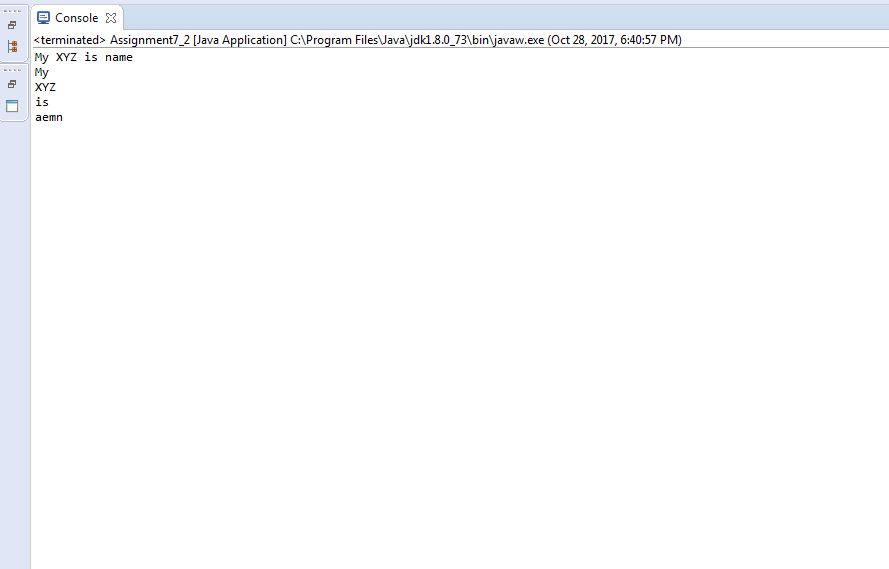 Console
<terminated> Assignment7_2 [Java Application] C:\Program Files\Java\jdk1.8.0_73\bin\javaw.exe (Oct 28, 2017, 6:40:57 PM)
My XYZ is name
My
XYZ
is
aemn